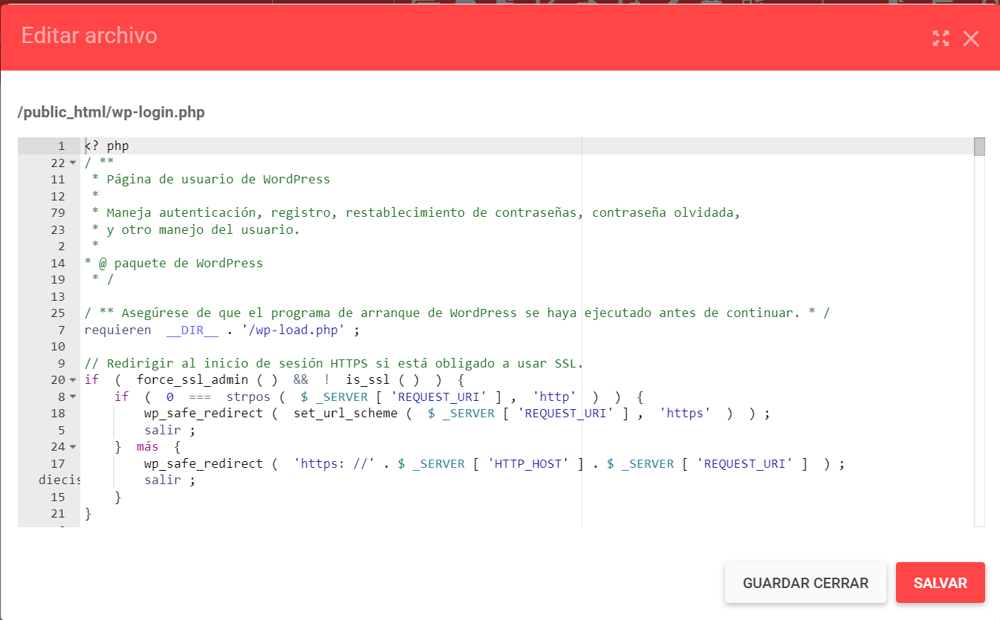 Editar archivo
/public_html/wp-login.php
1 <? php
22 / **
11 * Página de usuario de WordPress
12 *
79 * Maneja autenticación, registro, restablecimiento de contraseñas, contraseña olvidada,
23 * y otro manejo del usuario.
2 *
14 * @ paquete de WordPress
19 * /
13
25 / ** Asegúrese de que el programa de arranque de WordPress se haya ejecutado antes de continuar. * /
7 requieren __DIR__ . '/wp-load.php' ;
10
9 // Redirigir al inicio de sesión HTTPS si está obligado a usar SSL.
20 if ( force_ssl_admin ( ) && ! is_ssl ( ) ) {
8 if ( 0 === strpos ( $ _SERVER [ 'REQUEST_URI' ] , 'http' ) ) {
18 wp_safe_redirect ( set_url_scheme ( $ _SERVER [ 'REQUEST_URI' ] , 'https' ) ) ;
5 salir ;
24 } más {
17 wp_safe_redirect ( 'https: //' . $ _SERVER [ 'HTTP_HOST' ] . $ _SERVER [ 'REQUEST_URI' ] ) ;
diecis salir ;
15 }
21 }
GUARDAR CERRAR
SALVAR